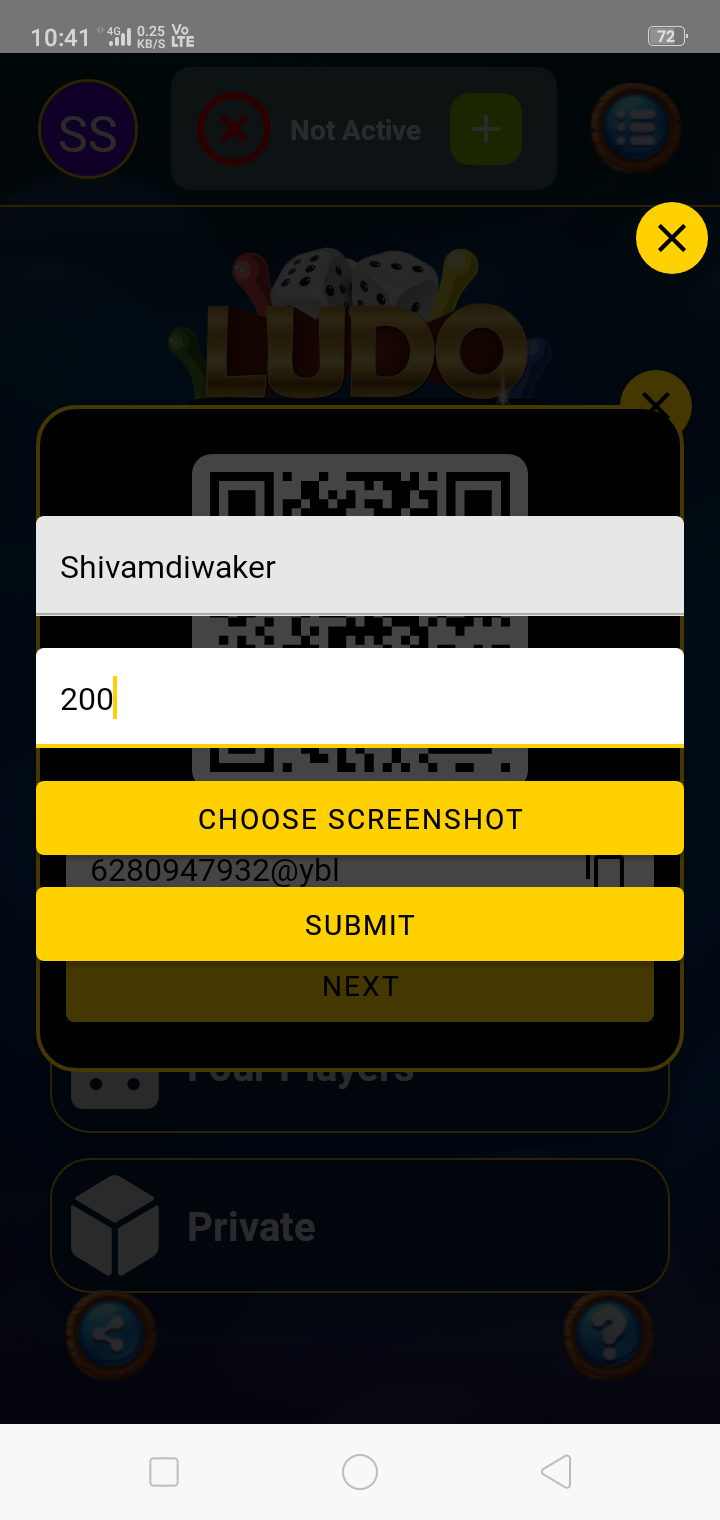 10:41 4G 0.25 KB/S Vo LTE 72
SS
Not Active
LUDO
Shivamdiwaker
200
CHOOSE SCREENSHOT
6280947932@ybl
SUBMIT
NEXT
Four Players
Private